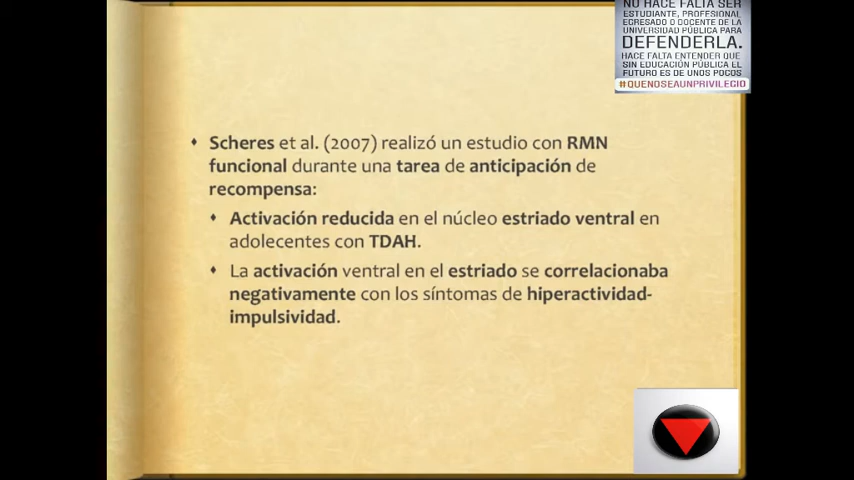 NO HACE FALTA SER
ESTUDIANTE, PROFESIONAL
EGRESADO O DOCENTE DE LA
UNIVERSIDAD PÚBLICA PARA
DEFENDERLA.
HACE FALTA ENTENDER QUE
SIN EDUCACIÓN PÚBLICA EL
FUTURO ES DE UNOS POCOS
#QUENOSEAUNPRIVILEGIO
Scheres et al. (2007) realizó un estudio con RMN
funcional durante una tarea de anticipación de
recompensa:
Activación reducida en el núcleo estriado ventral en
adolecentes con TDAH.
La activación ventral en el estriado se correlacionaba
negativamente con los síntomas de hiperactividad-
impulsividad.